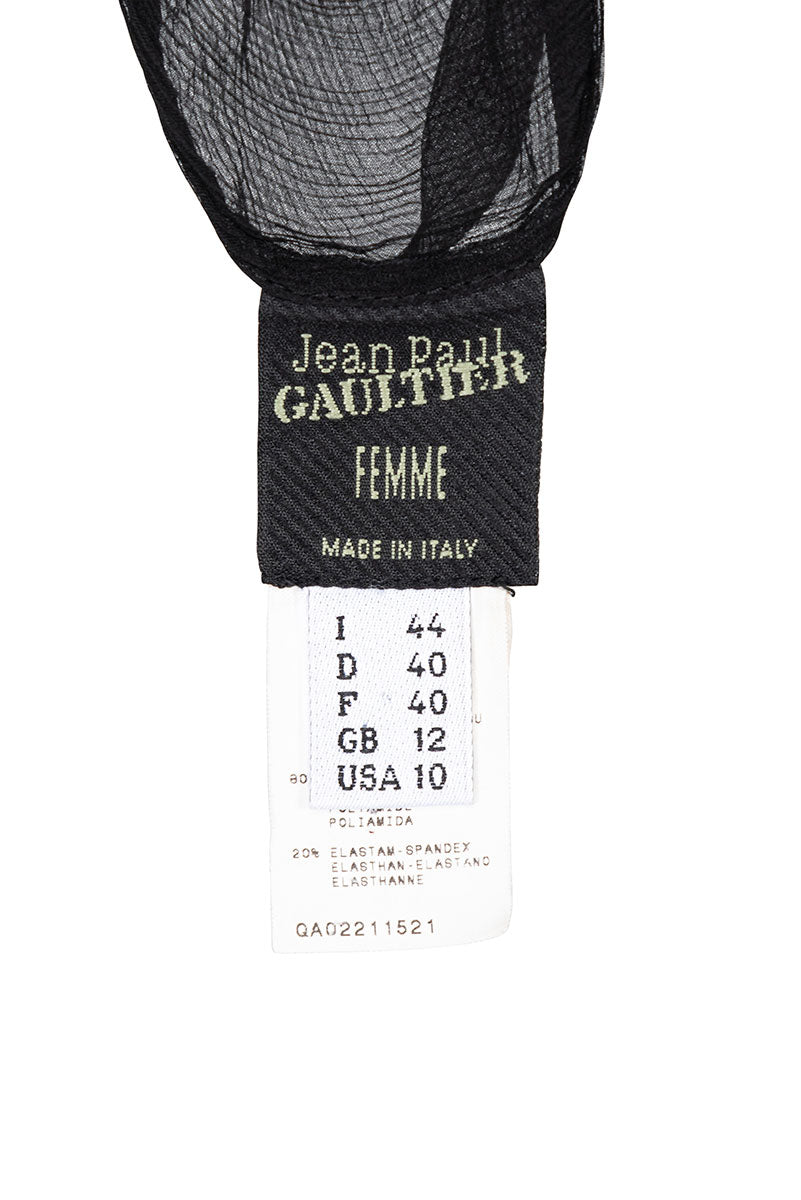 Jean Paul
GAULTIER
FEMME
MADE IN ITALY
I 44
D 40
F 40
GB 12
USA 10
80
POLIAMIDA
20% ELASTAM-SPANDEX
ELASTHAN-ELASTANO
ELASTHANNE
QA02211521